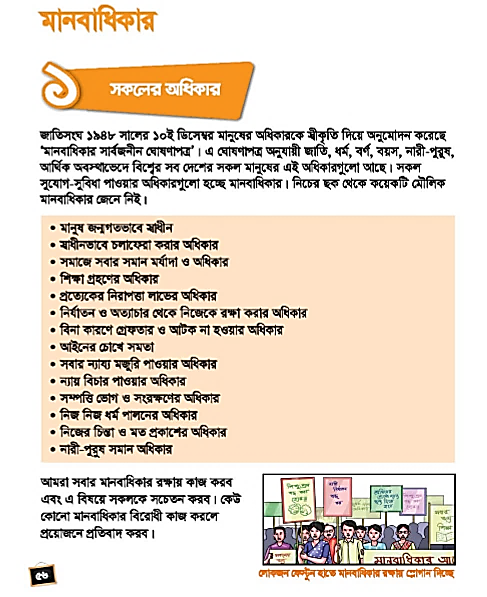 মানবাধিকার
১
সকলের অধিকার
জাতিসংঘ ১৯৪৮ সালের ১০ই ডিসেম্বর মানুষের অধিকারকে স্বীকৃতি দিয়ে অনুমোদন করেছে
‘মানবাধিকার সার্বজনীন ঘোষণাপত্র’। এ ঘোষণাপত্র অনুযায়ী জাতি, ধর্ম, বর্ণ, বয়স, নারী-পুরুষ,
আর্থিক অবস্থাভেদে বিশ্বের সব দেশের সকল মানুষের এই অধিকারগুলো আছে। সকল
সুযোগ-সুবিধা পাওয়ার অধিকারগুলো হচ্ছে মানবাধিকার। নিচের ছক থেকে কয়েকটি মৌলিক
মানবাধিকার জেনে নিই।
• মানুষ জন্মগতভাবে স্বাধীন
• স্বাধীনভাবে চলাফেরা করার অধিকার
• সমাজে সবার সমান মর্যাদা ও অধিকার
• শিক্ষা গ্রহণের অধিকার
• প্রত্যেকের নিরাপত্তা লাভের অধিকার
• নির্যাতন ও অত্যাচার থেকে নিজেকে রক্ষা করার অধিকার
• বিনা কারণে গ্রেফতার ও আটক না হওয়ার অধিকার
• আইনের চোখে সমতা
• সবার ন্যায্য মজুরি পাওয়ার অধিকার
• ন্যায় বিচার পাওয়ার অধিকার
• সম্পত্তি ভোগ ও সংরক্ষণের অধিকার
• নিজ নিজ ধর্ম পালনের অধিকার
• নিজের চিন্তা ও মত প্রকাশের অধিকার
• নারী-পুরুষ সমান অধিকার
আমরা সবার মানবাধিকার রক্ষায় কাজ করব
এবং এ বিষয়ে সকলকে সচেতন করব। কেউ
কোনো মানবাধিকার বিরোধী কাজ করলে
প্রয়োজনে প্রতিবাদ করব।
মানবাধিকার
লোকজন ফেস্টুন হাতে মানবাধিকার রক্ষার স্লোগান দিচ্ছে
৫৬